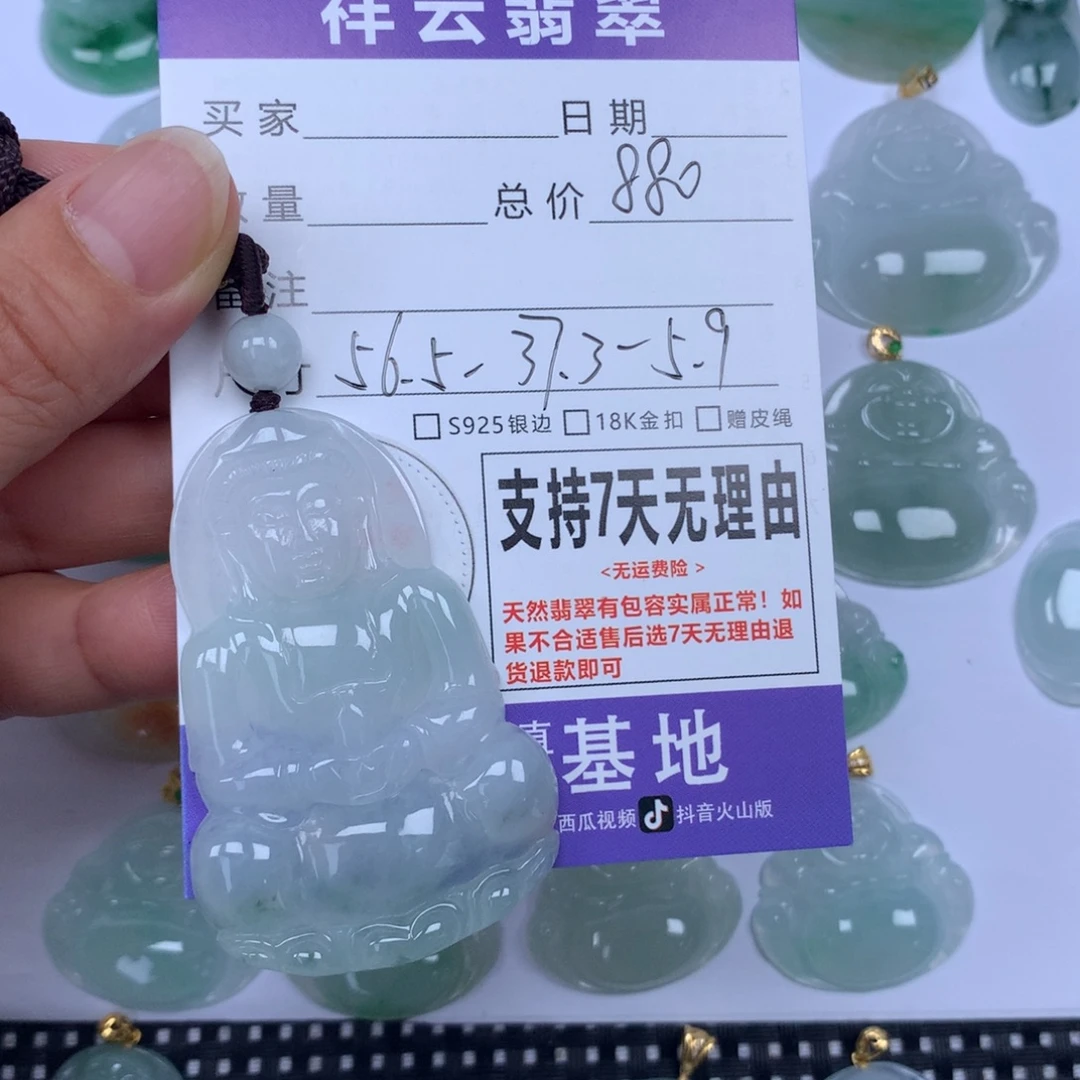 祥云翡翠
买家 日期
量 总价 880
备注
56.5-37.3-5.9
S925银边 18K金扣 赠皮绳
支持7天无理由
<无运费险>
天然翡翠有包容实属正常！如
果不合适售后选7天无理由退
货退款即可
基地
西瓜视频 抖音火山版